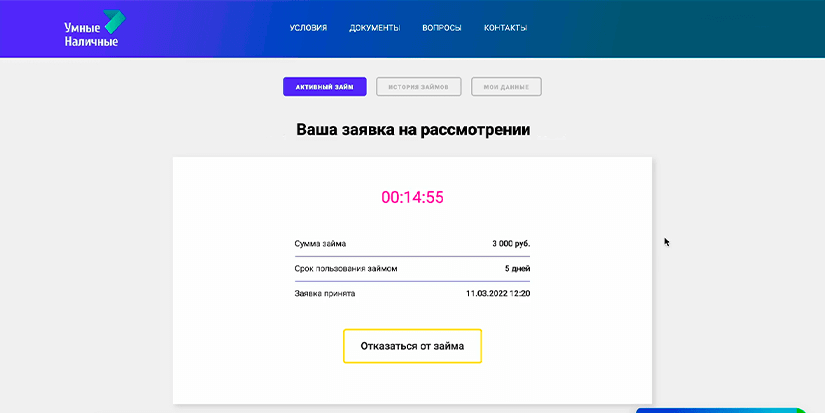 Умные
Наличные
УСЛОВИЯ ДОКУМЕНТЫ ВОПРОСЫ КОНТАКТЫ
АКТИВНЫЙ ЗАЙМ ИСТОРИЯ ЗАЙМОВ МОИ ДАННЫЕ
Ваша заявка на рассмотрении
00:14:55
Сумма займа 3 000 руб.
Срок пользования займом 5 дней
Заявка принята 11.03.2022 12:20
Отказаться от займа